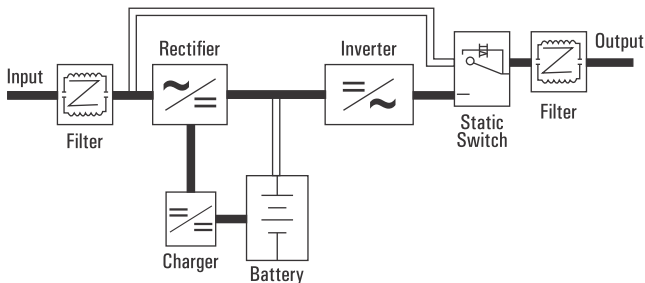 Input
Filter
Rectifier
Inverter
Static
Switch
Output
Filter
Charger
Battery